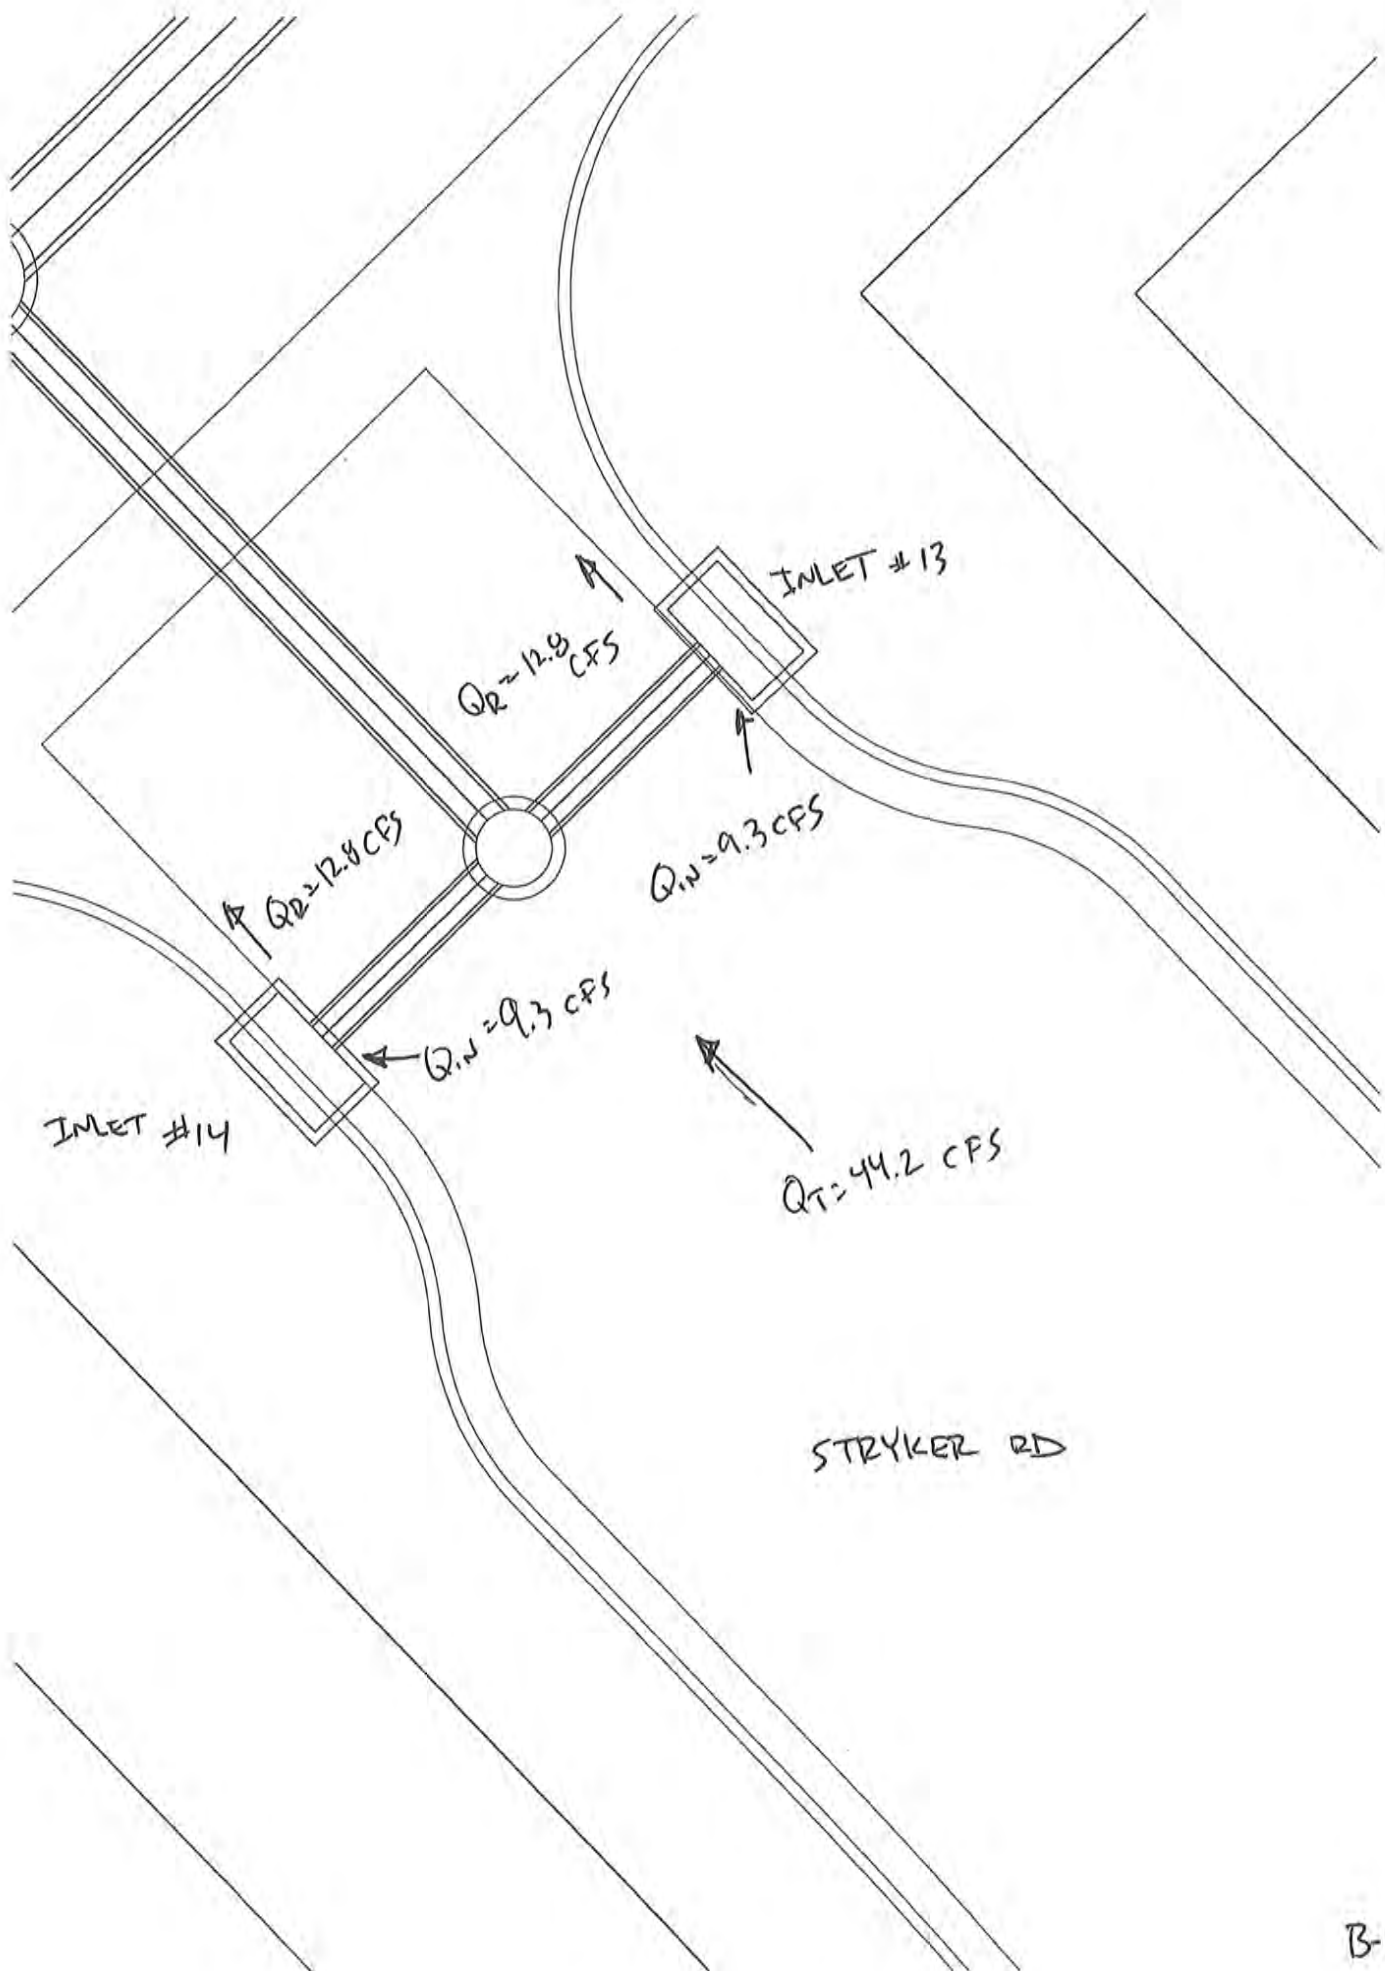 INLET # 13
QR = 12.8 CFS
QIN = 9.3 CFS
QR = 12.8 CFS
QIN = 9.3 CFS
INLET #14
QT = 44.2 CFS
STRYKER RD
B-